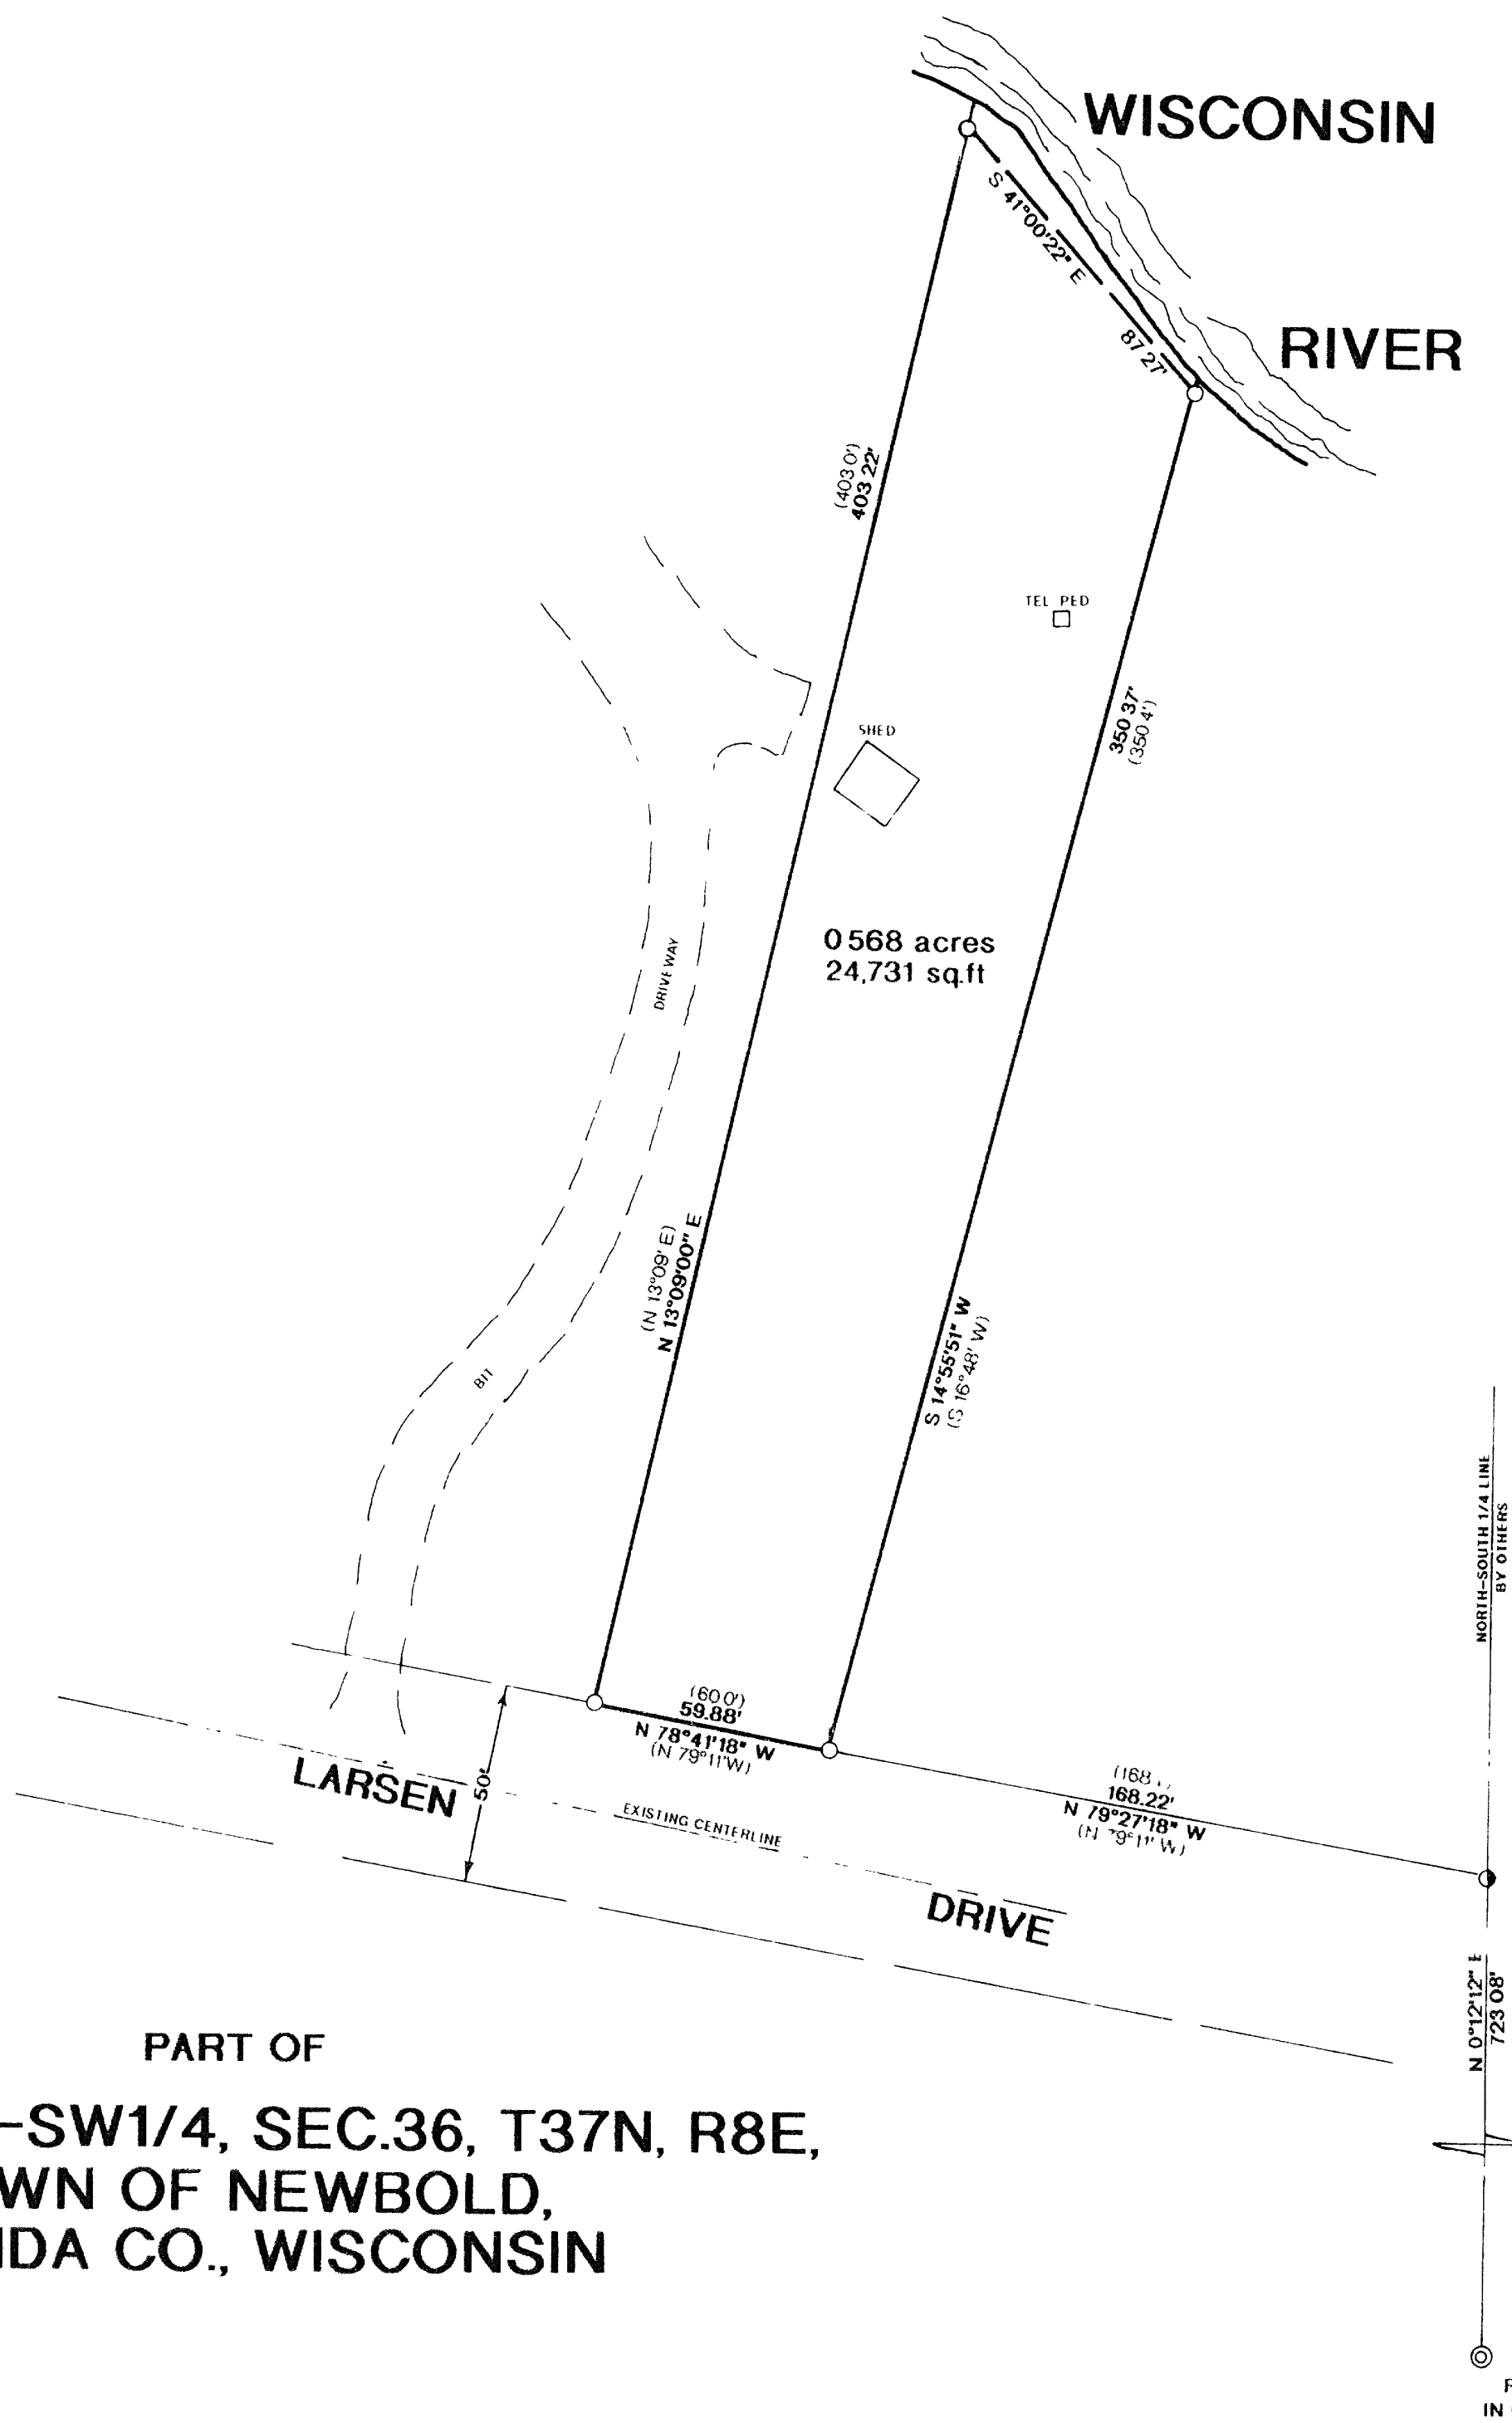 WISCONSIN
RIVER
S 41°00'22" E
87 27'
(403 0')
403 22'
TEL PED
350 37'
(350 4')
SHED
0 568 acres
24,731 sq.ft
DRIVEWAY
(N 13°09' E)
N 13°09'00" E
S 14°55'51" W
(S 16°48' W)
BIT
NORTH-SOUTH 1/4 LINE
BY OTHERS
(60 0')
59.88'
N 78°41'18" W
(N 79°11'W)
50'
LARSEN
EXISTING CENTERLINE
DRIVE
168.22'
N 79°27'18" W
(N 79°11' W)
N 0°12'12" E
723 08'
PART OF
-SW1/4, SEC.36, T37N, R8E,
WN OF NEWBOLD,
IDA CO., WISCONSIN
IN